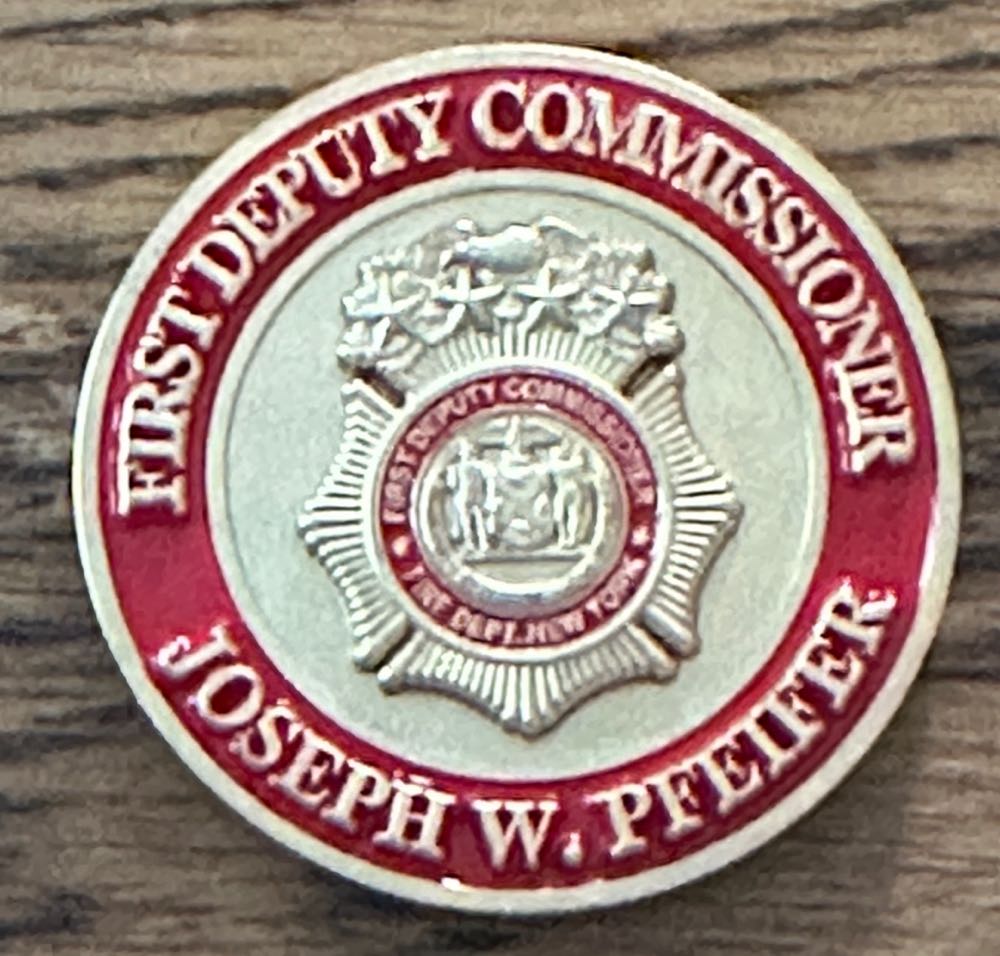 FIRST DEPUTY COMMISSIONER
JOSEPH W. PFEIFER
FIRST DEPUTY COMMISSIONER
FIRE DEPT. NEW YORK